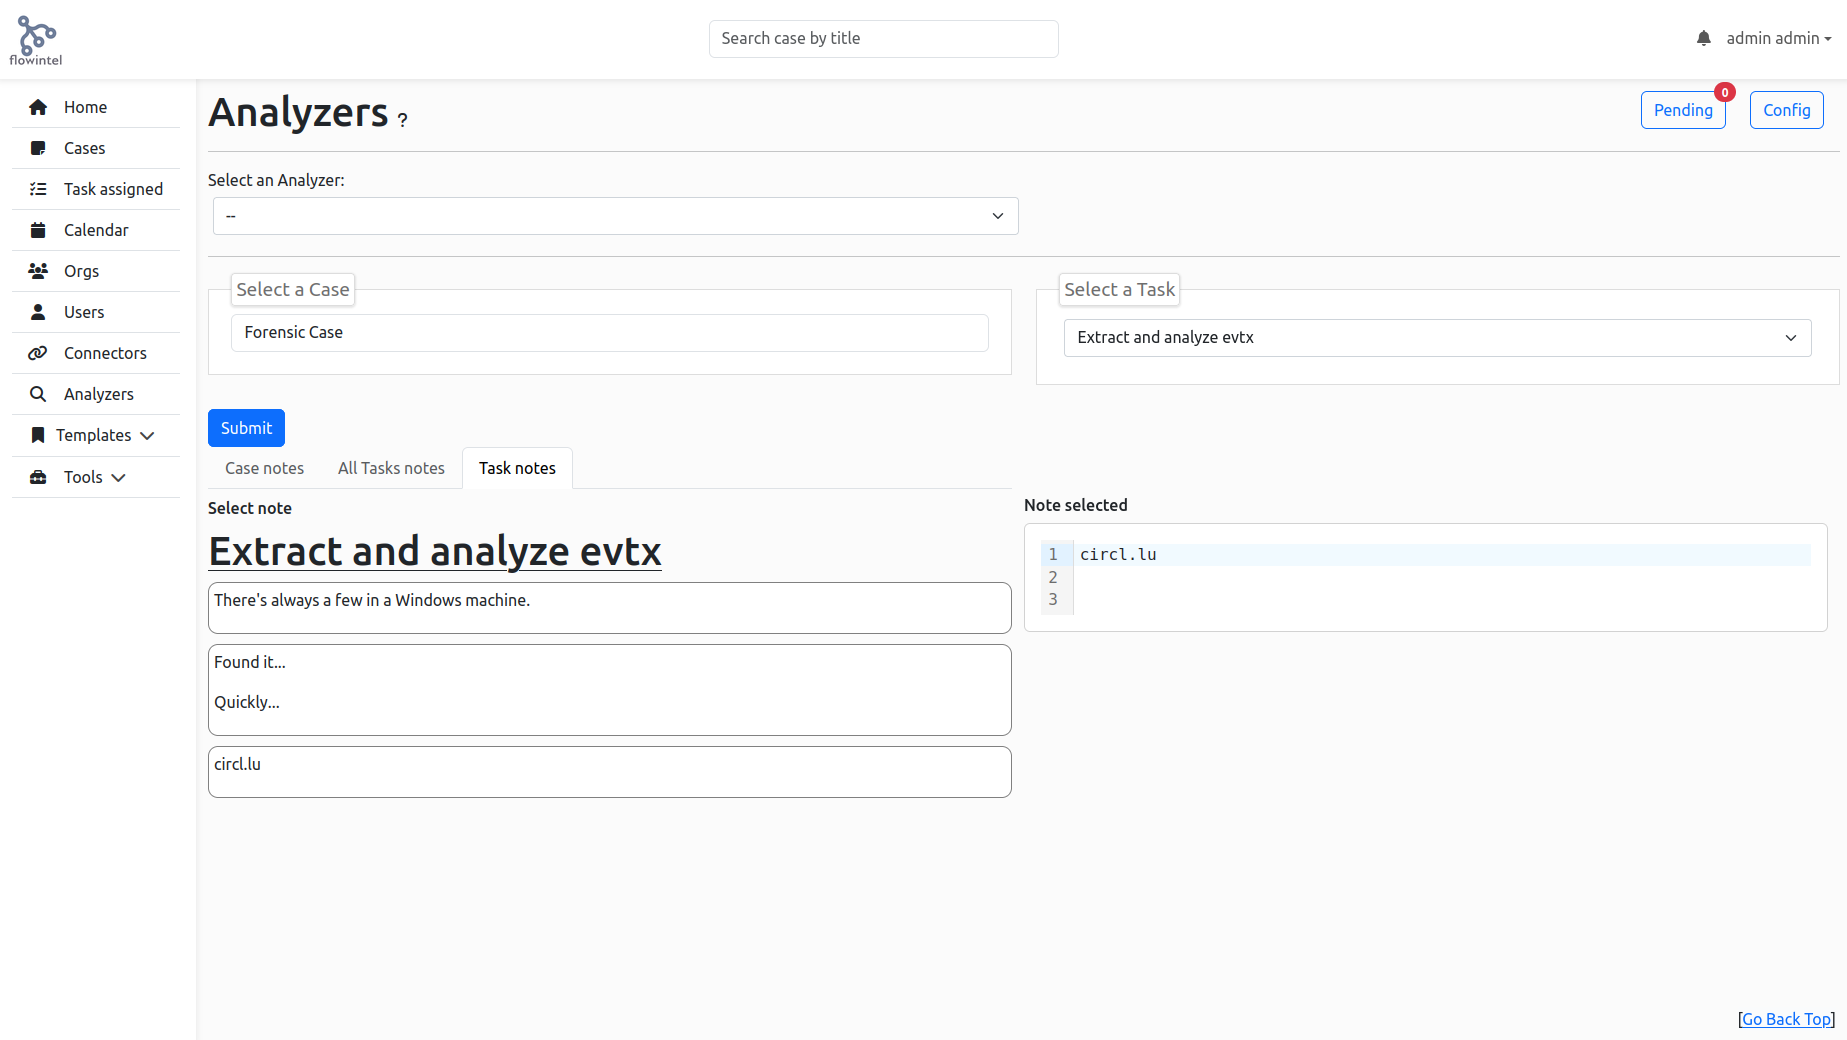 flowintel
Search case by title
admin admin
Home
Cases
Task assigned
Calendar
Orgs
Users
Connectors
Analyzers
Templates
Tools
Analyzers ?
Pending
0
Config
Select an Analyzer:
--
Select a Case
Forensic Case
Select a Task
Extract and analyze evtx
Submit
Case notes
All Tasks notes
Task notes
Select note
Extract and analyze evtx
There's always a few in a Windows machine.
Found it...
Quickly...
circl.lu
Note selected
1 circl.lu
2
3
[Go Back Top]